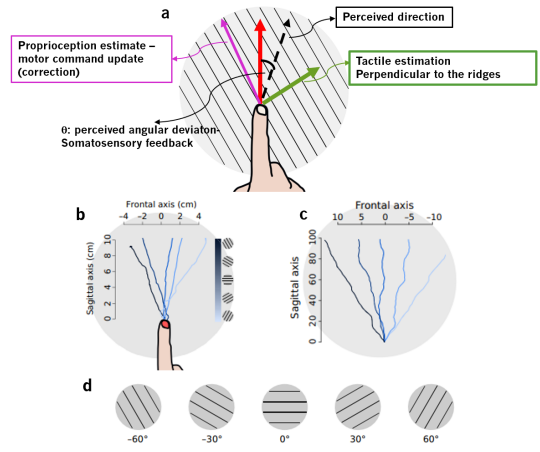 a
Perceived direction
Proprioception estimate –
motor command update
(correction)
Tactile estimation
Perpendicular to the ridges
θ: perceived angular deviaton-
Somatosensory feedback
b
Frontal axis (cm)
−4 −2 0 2 4
Sagittal axis (cm)
10
8
6
4
2
0
c
Frontal axis
10 5 0 −5 −10
Sagittal axis
100
80
60
40
20
0
d
−60° −30° 0° 30° 60°